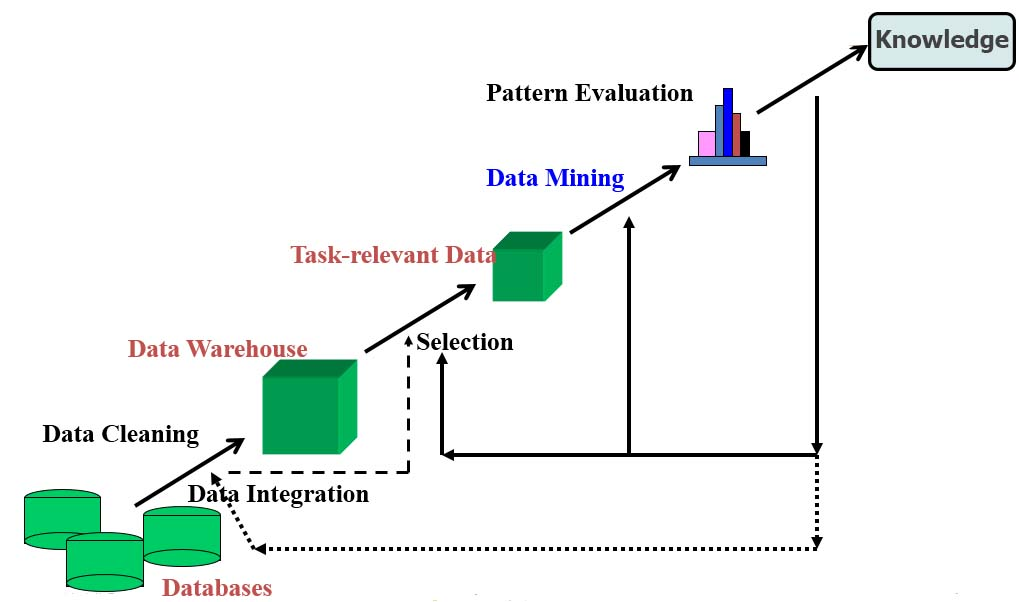 Knowledge
Pattern Evaluation
Data Mining
Task-relevant Data
Selection
Data Warehouse
Data Cleaning
Data Integration
Databases